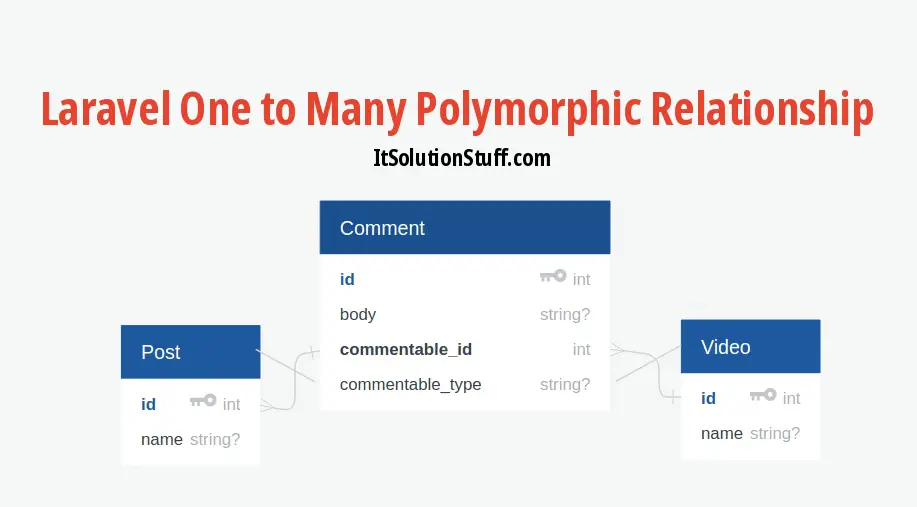 Laravel One to Many Polymorphic Relationship
ItSolutionStuff.com
Comment
id int
body string?
commentable_id int
commentable_type string?
Post
id int
name string?
Video
id int
name string?